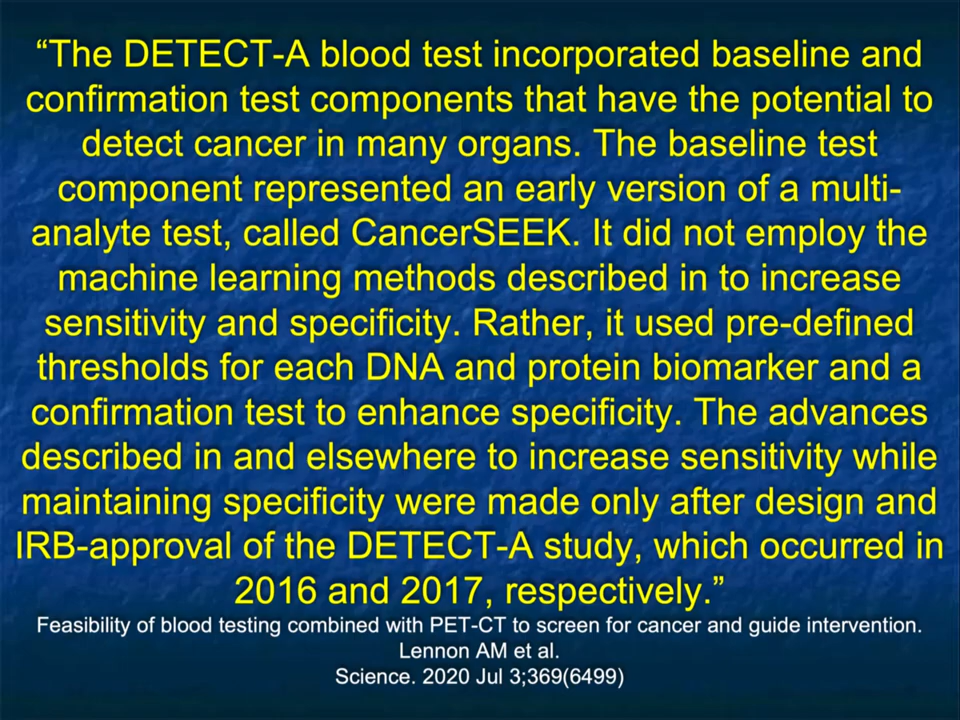 “The DETECT-A blood test incorporated baseline and
confirmation test components that have the potential to
detect cancer in many organs. The baseline test
component represented an early version of a multi-
analyte test, called CancerSEEK. It did not employ the
machine learning methods described in to increase
sensitivity and specificity. Rather, it used pre-defined
thresholds for each DNA and protein biomarker and a
confirmation test to enhance specificity. The advances
described in and elsewhere to increase sensitivity while
maintaining specificity were made only after design and
IRB-approval of the DETECT-A study, which occurred in
2016 and 2017, respectively.”
Feasibility of blood testing combined with PET-CT to screen for cancer and guide intervention.
Lennon AM et al.
Science. 2020 Jul 3;369(6499)